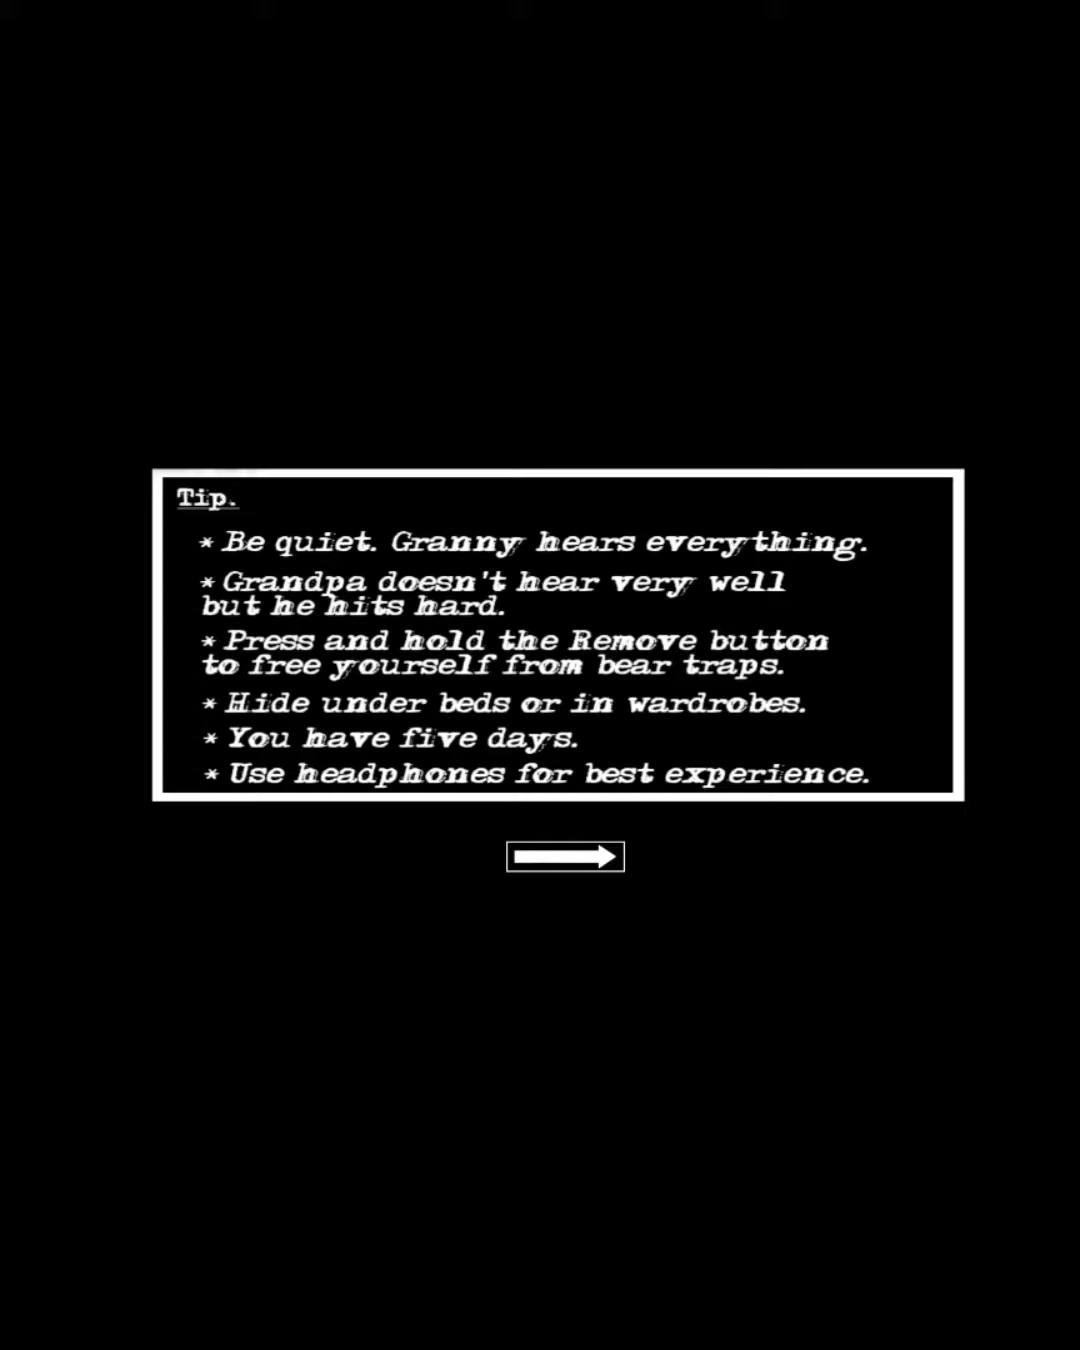 Tip.
* Be quiet. Granny hears everything.
* Grandpa doesn't hear very well
but he hits hard.
* Press and hold the Remove button
to free yourself from bear traps.
* Hide under beds or in wardrobes.
* You have five days.
* Use headphones for best experience.